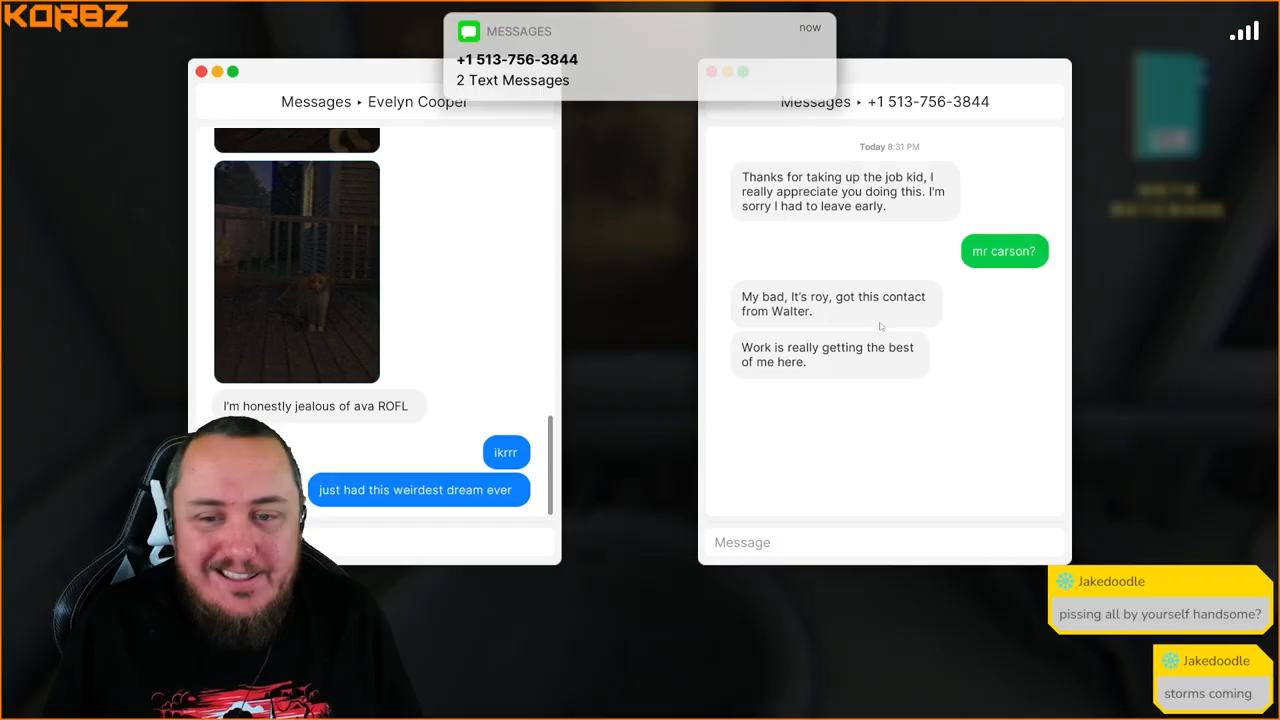 KORBZ
MESSAGES
now
+1 513-756-3844
2 Text Messages
Messages ▸ Evelyn Cooper
I'm honestly jealous of ava ROFL
ikrrr
just had this weirdest dream ever
Messages ▸ +1 513-756-3844
Today 8:31 PM
Thanks for taking up the job kid, I
really appreciate you doing this. I'm
sorry I had to leave early.
mr carson?
My bad, It's roy, got this contact
from Walter.
Work is really getting the best
of me here.
Message
Jakedoodle
pissing all by yourself handsome?
Jakedoodle
storms coming